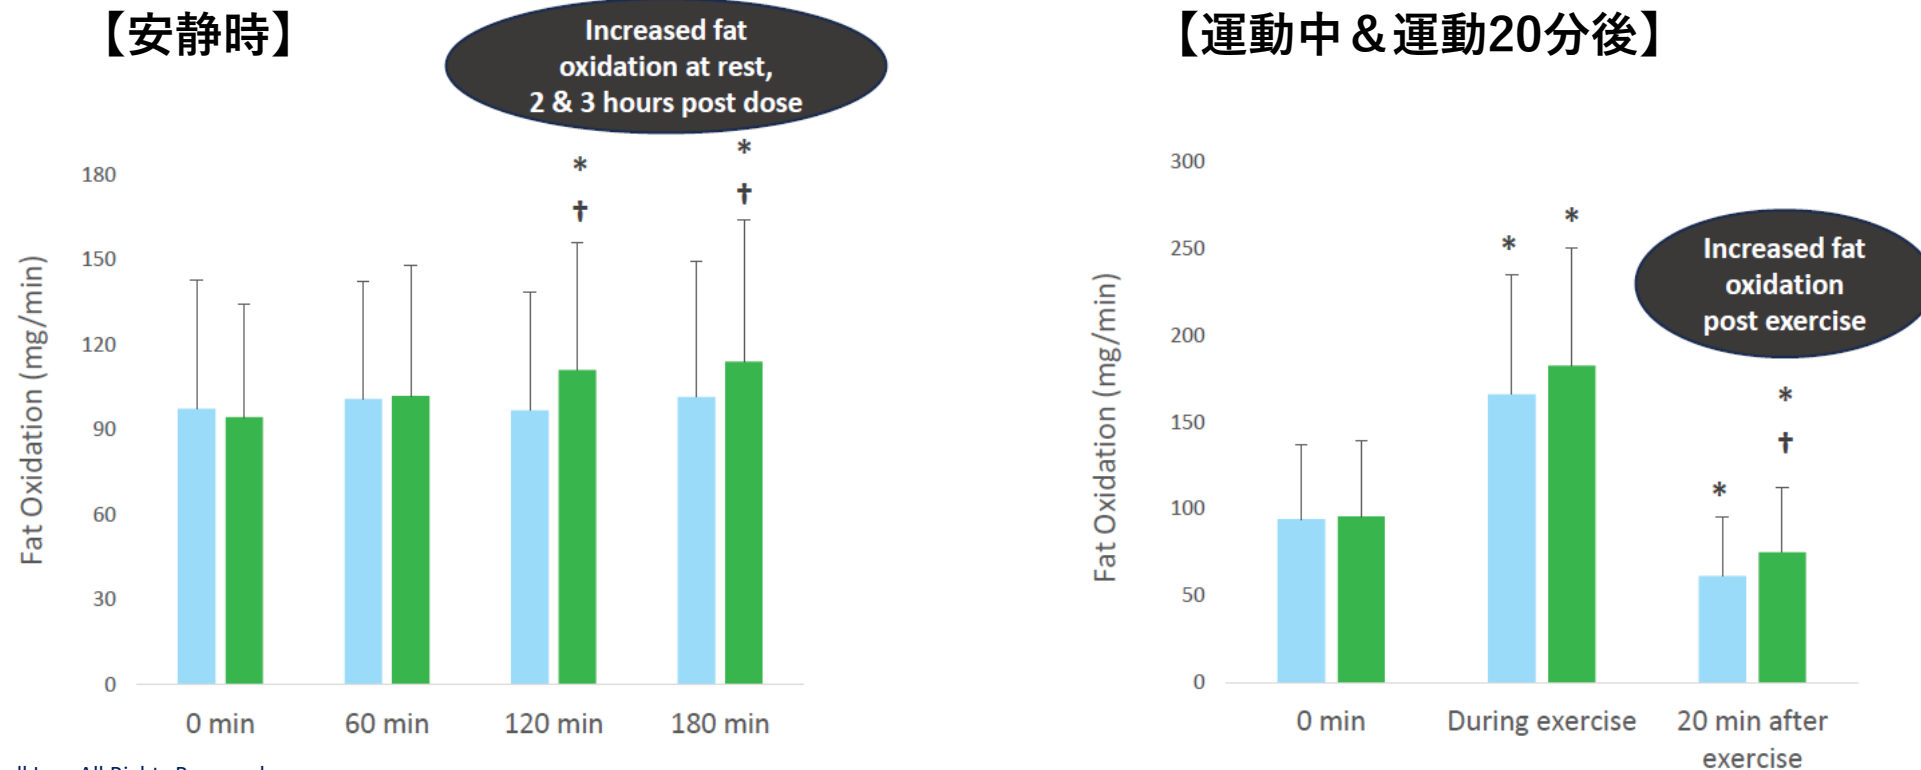 【安静時】
Increased fat
oxidation at rest,
2 & 3 hours post dose
Fat Oxidation (mg/min)
180
150
120
90
60
30
0
*
†
*
†
0 min
60 min
120 min
180 min
【運動中＆運動20分後】
Increased fat
oxidation
post exercise
Fat Oxidation (mg/min)
300
250
200
150
100
50
0
*
*
*
*
†
0 min
During exercise
20 min after
exercise